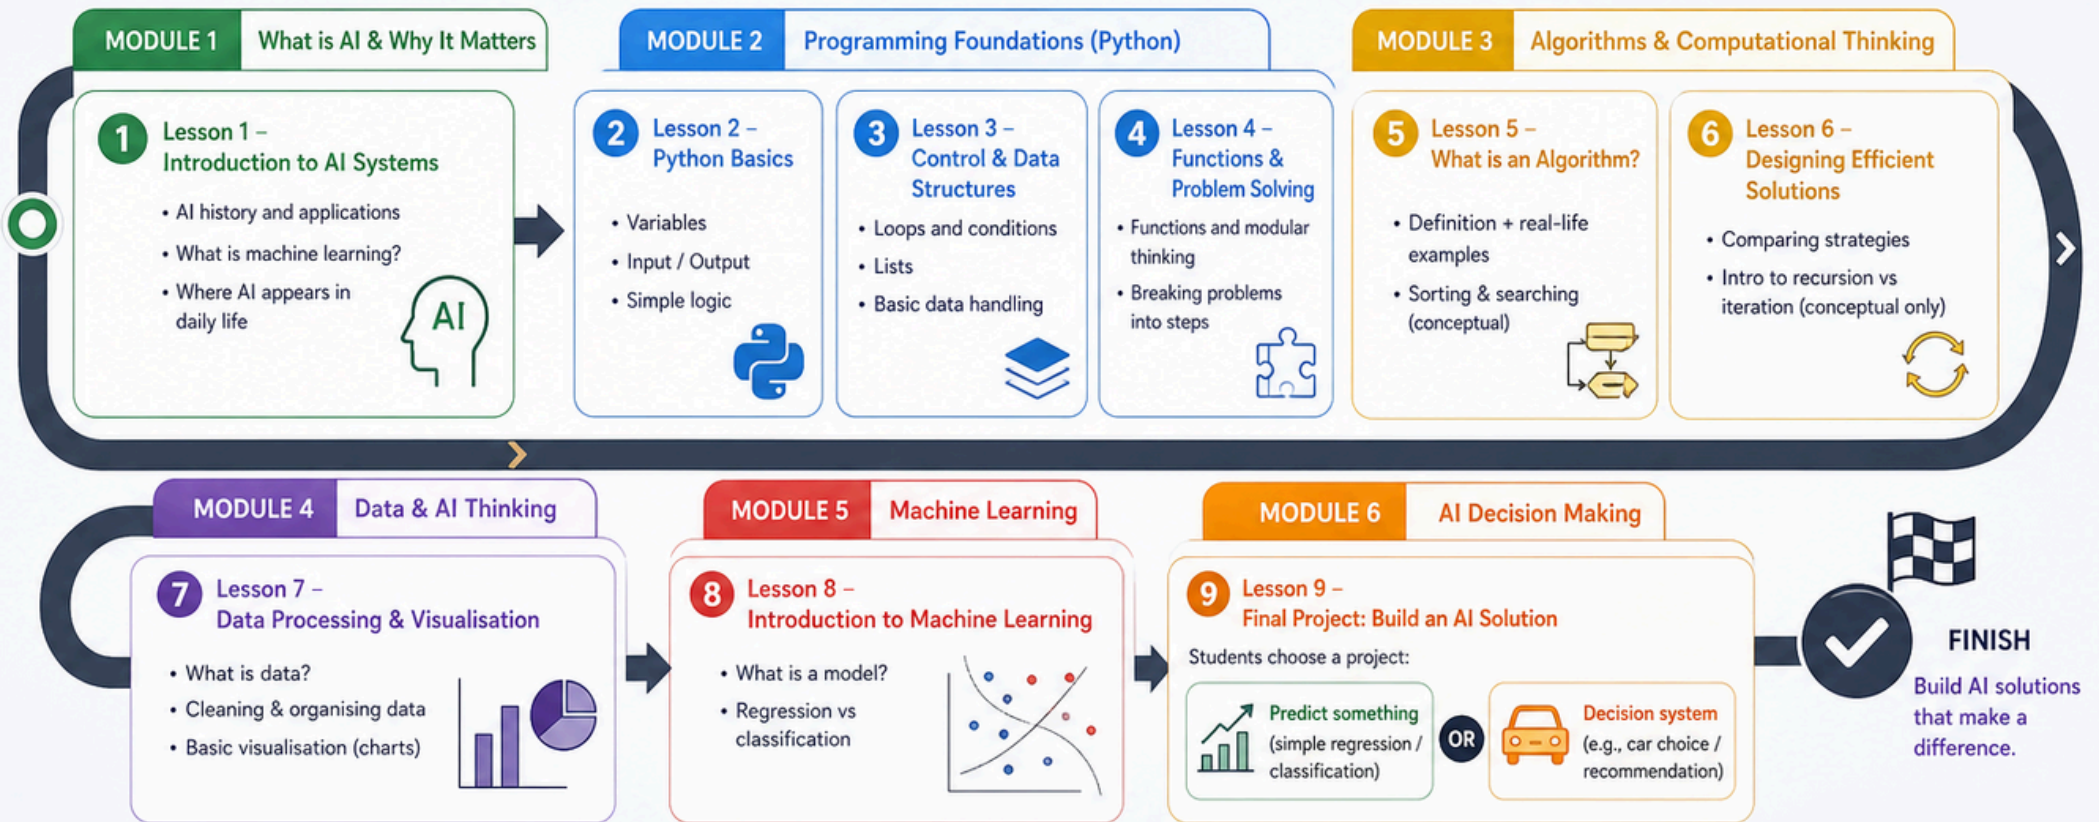 MODULE 1
What is AI & Why It Matters
1
Lesson 1 –
Introduction to AI Systems
• AI history and applications
• What is machine learning?
• Where AI appears in
daily life
AI
MODULE 2
Programming Foundations (Python)
2
Lesson 2 –
Python Basics
• Variables
• Input / Output
• Simple logic
3
Lesson 3 –
Control & Data
Structures
• Loops and conditions
• Lists
• Basic data handling
4
Lesson 4 –
Functions &
Problem Solving
• Functions and modular
thinking
• Breaking problems
into steps
MODULE 3
Algorithms & Computational Thinking
5
Lesson 5 –
What is an Algorithm?
• Definition + real-life
examples
• Sorting & searching
(conceptual)
6
Lesson 6 –
Designing Efficient
Solutions
• Comparing strategies
• Intro to recursion vs
iteration (conceptual only)
MODULE 4
Data & AI Thinking
7
Lesson 7 –
Data Processing & Visualisation
• What is data?
• Cleaning & organising data
• Basic visualisation (charts)
MODULE 5
Machine Learning
8
Lesson 8 –
Introduction to Machine Learning
• What is a model?
• Regression vs
classification
MODULE 6
AI Decision Making
9
Lesson 9 –
Final Project: Build an AI Solution
Students choose a project:
Predict something
(simple regression /
classification)
OR
Decision system
(e.g., car choice /
recommendation)
FINISH
Build AI solutions
that make a
difference.